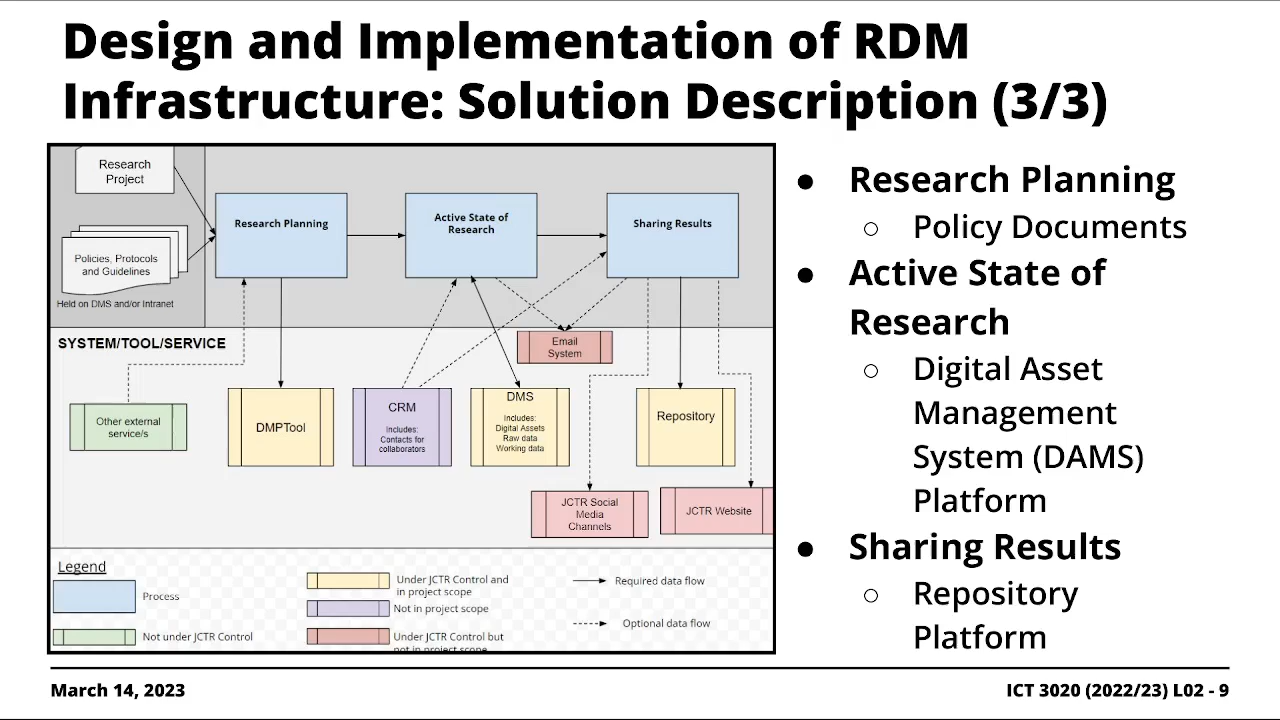 Design and Implementation of RDM
Infrastructure: Solution Description (3/3)
Research
Project
Policies, Protocols
and Guidelines
Held on DMS and/or Intranet
Research Planning
Active State of
Research
Sharing Results
SYSTEM/TOOL/SERVICE
Email
System
Other external
service/s
DMPTool
CRM
Includes:
Contacts for
collaborators
DMS
Includes:
Digital Assets
Raw data
Working data
Repository
JCTR Social
Media
Channels
JCTR Website
Legend
Process
Not under JCTR Control
Under JCTR Control and
in project scope
Not in project scope
Under JCTR Control but
not in project scope
Required data flow
Optional data flow
● Research Planning
○ Policy Documents
● Active State of
Research
○ Digital Asset
Management
System (DAMS)
Platform
● Sharing Results
○ Repository
Platform
March 14, 2023
ICT 3020 (2022/23) L02 - 9